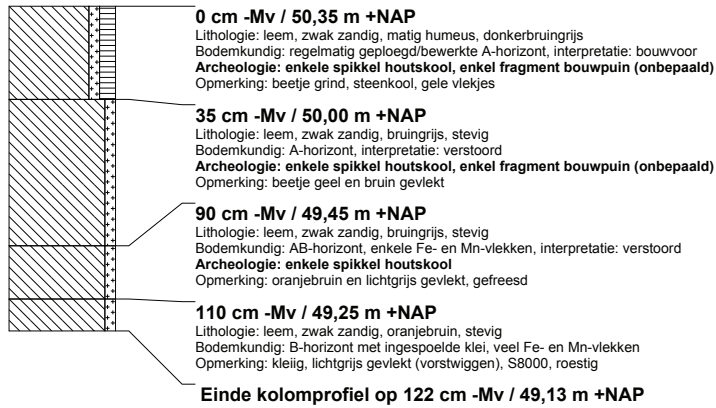 0 cm -Mv / 50,35 m +NAP
Lithologie: leem, zwak zandig, matig humeus, donkerbruingrijs
Bodemkundig: regelmatig geploegd/bewerkte A-horizont, interpretatie: bouwvoor
Archeologie: enkele spikkel houtskool, enkel fragment bouwpuin (onbepaald)
Opmerking: beetje grind, steenkool, gele vlekjes
35 cm -Mv / 50,00 m +NAP
Lithologie: leem, zwak zandig, bruingrijs, stevig
Bodemkundig: A-horizont, interpretatie: verstoord
Archeologie: enkele spikkel houtskool, enkel fragment bouwpuin (onbepaald)
Opmerking: beetje geel en bruin gevlekt
90 cm -Mv / 49,45 m +NAP
Lithologie: leem, zwak zandig, bruingrijs, stevig
Bodemkundig: AB-horizont, enkele Fe- en Mn-vlekken, interpretatie: verstoord
Archeologie: enkele spikkel houtskool
Opmerking: oranjebruin en lichtgrijs gevlekt, gefreesd
110 cm -Mv / 49,25 m +NAP
Lithologie: leem, zwak zandig, oranjebruin, stevig
Bodemkundig: B-horizont met ingespoelde klei, veel Fe- en Mn-vlekken
Opmerking: kleiig, lichtgrijs gevlekt (vorstwiggen), S8000, roestig
Einde kolomprofiel op 122 cm -Mv / 49,13 m +NAP